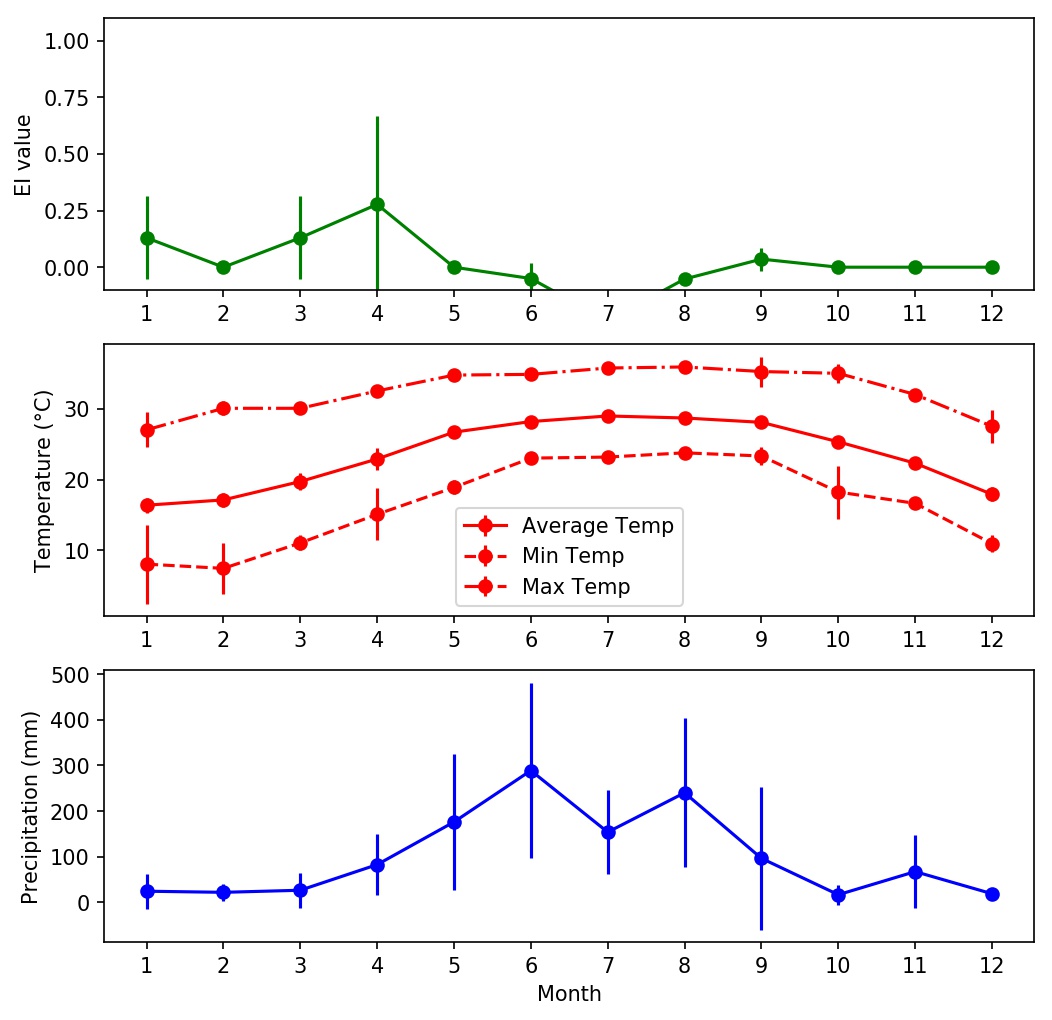 EI value
1.00
0.75
0.50
0.25
0.00
1 2 3 4 5 6 7 8 9 10 11 12
Temperature (°C)
30
20
10
Average Temp
Min Temp
Max Temp
1 2 3 4 5 6 7 8 9 10 11 12
Precipitation (mm)
500
400
300
200
100
0
1 2 3 4 5 6 7 8 9 10 11 12
Month